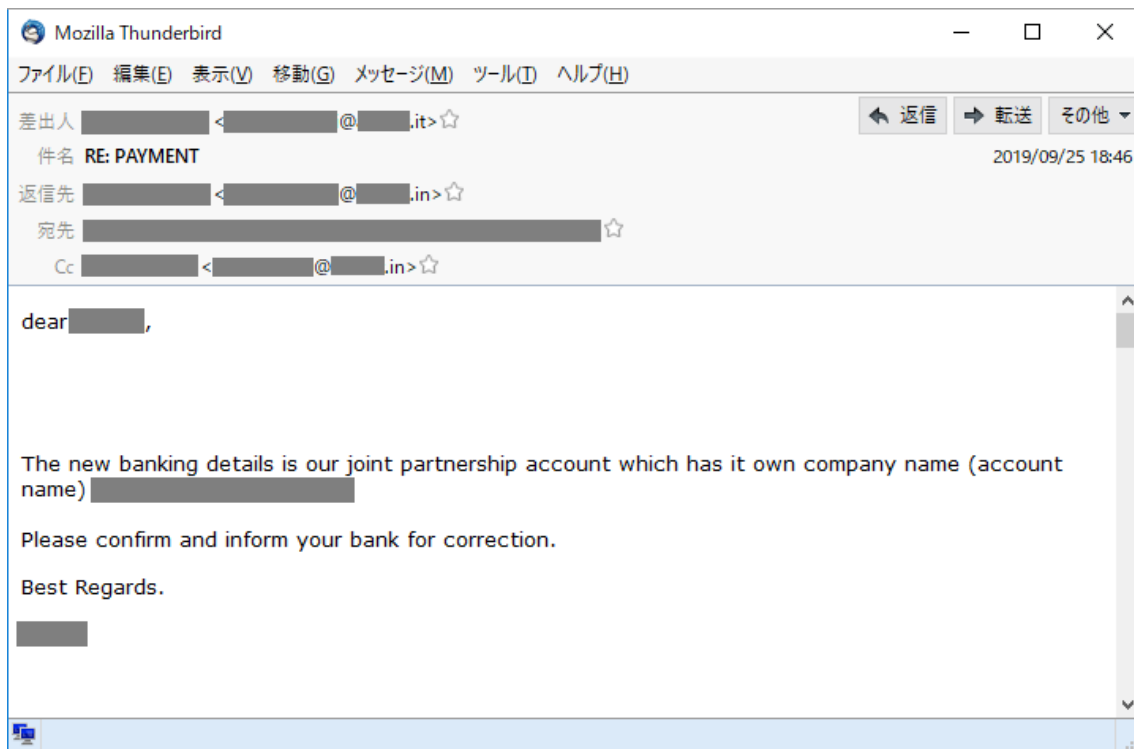 Mozilla Thunderbird
ファイル(F) 編集(E) 表示(V) 移動(G) メッセージ(M) ツール(T) ヘルプ(H)
差出人 < @ .it>☆ 返信 転送 その他
件名 RE: PAYMENT 2019/09/25 18:46
返信先 < @ .in>☆
宛先 ☆
Cc < @ .in>☆
dear ,
The new banking details is our joint partnership account which has it own company name (account
name)
Please confirm and inform your bank for correction.
Best Regards.